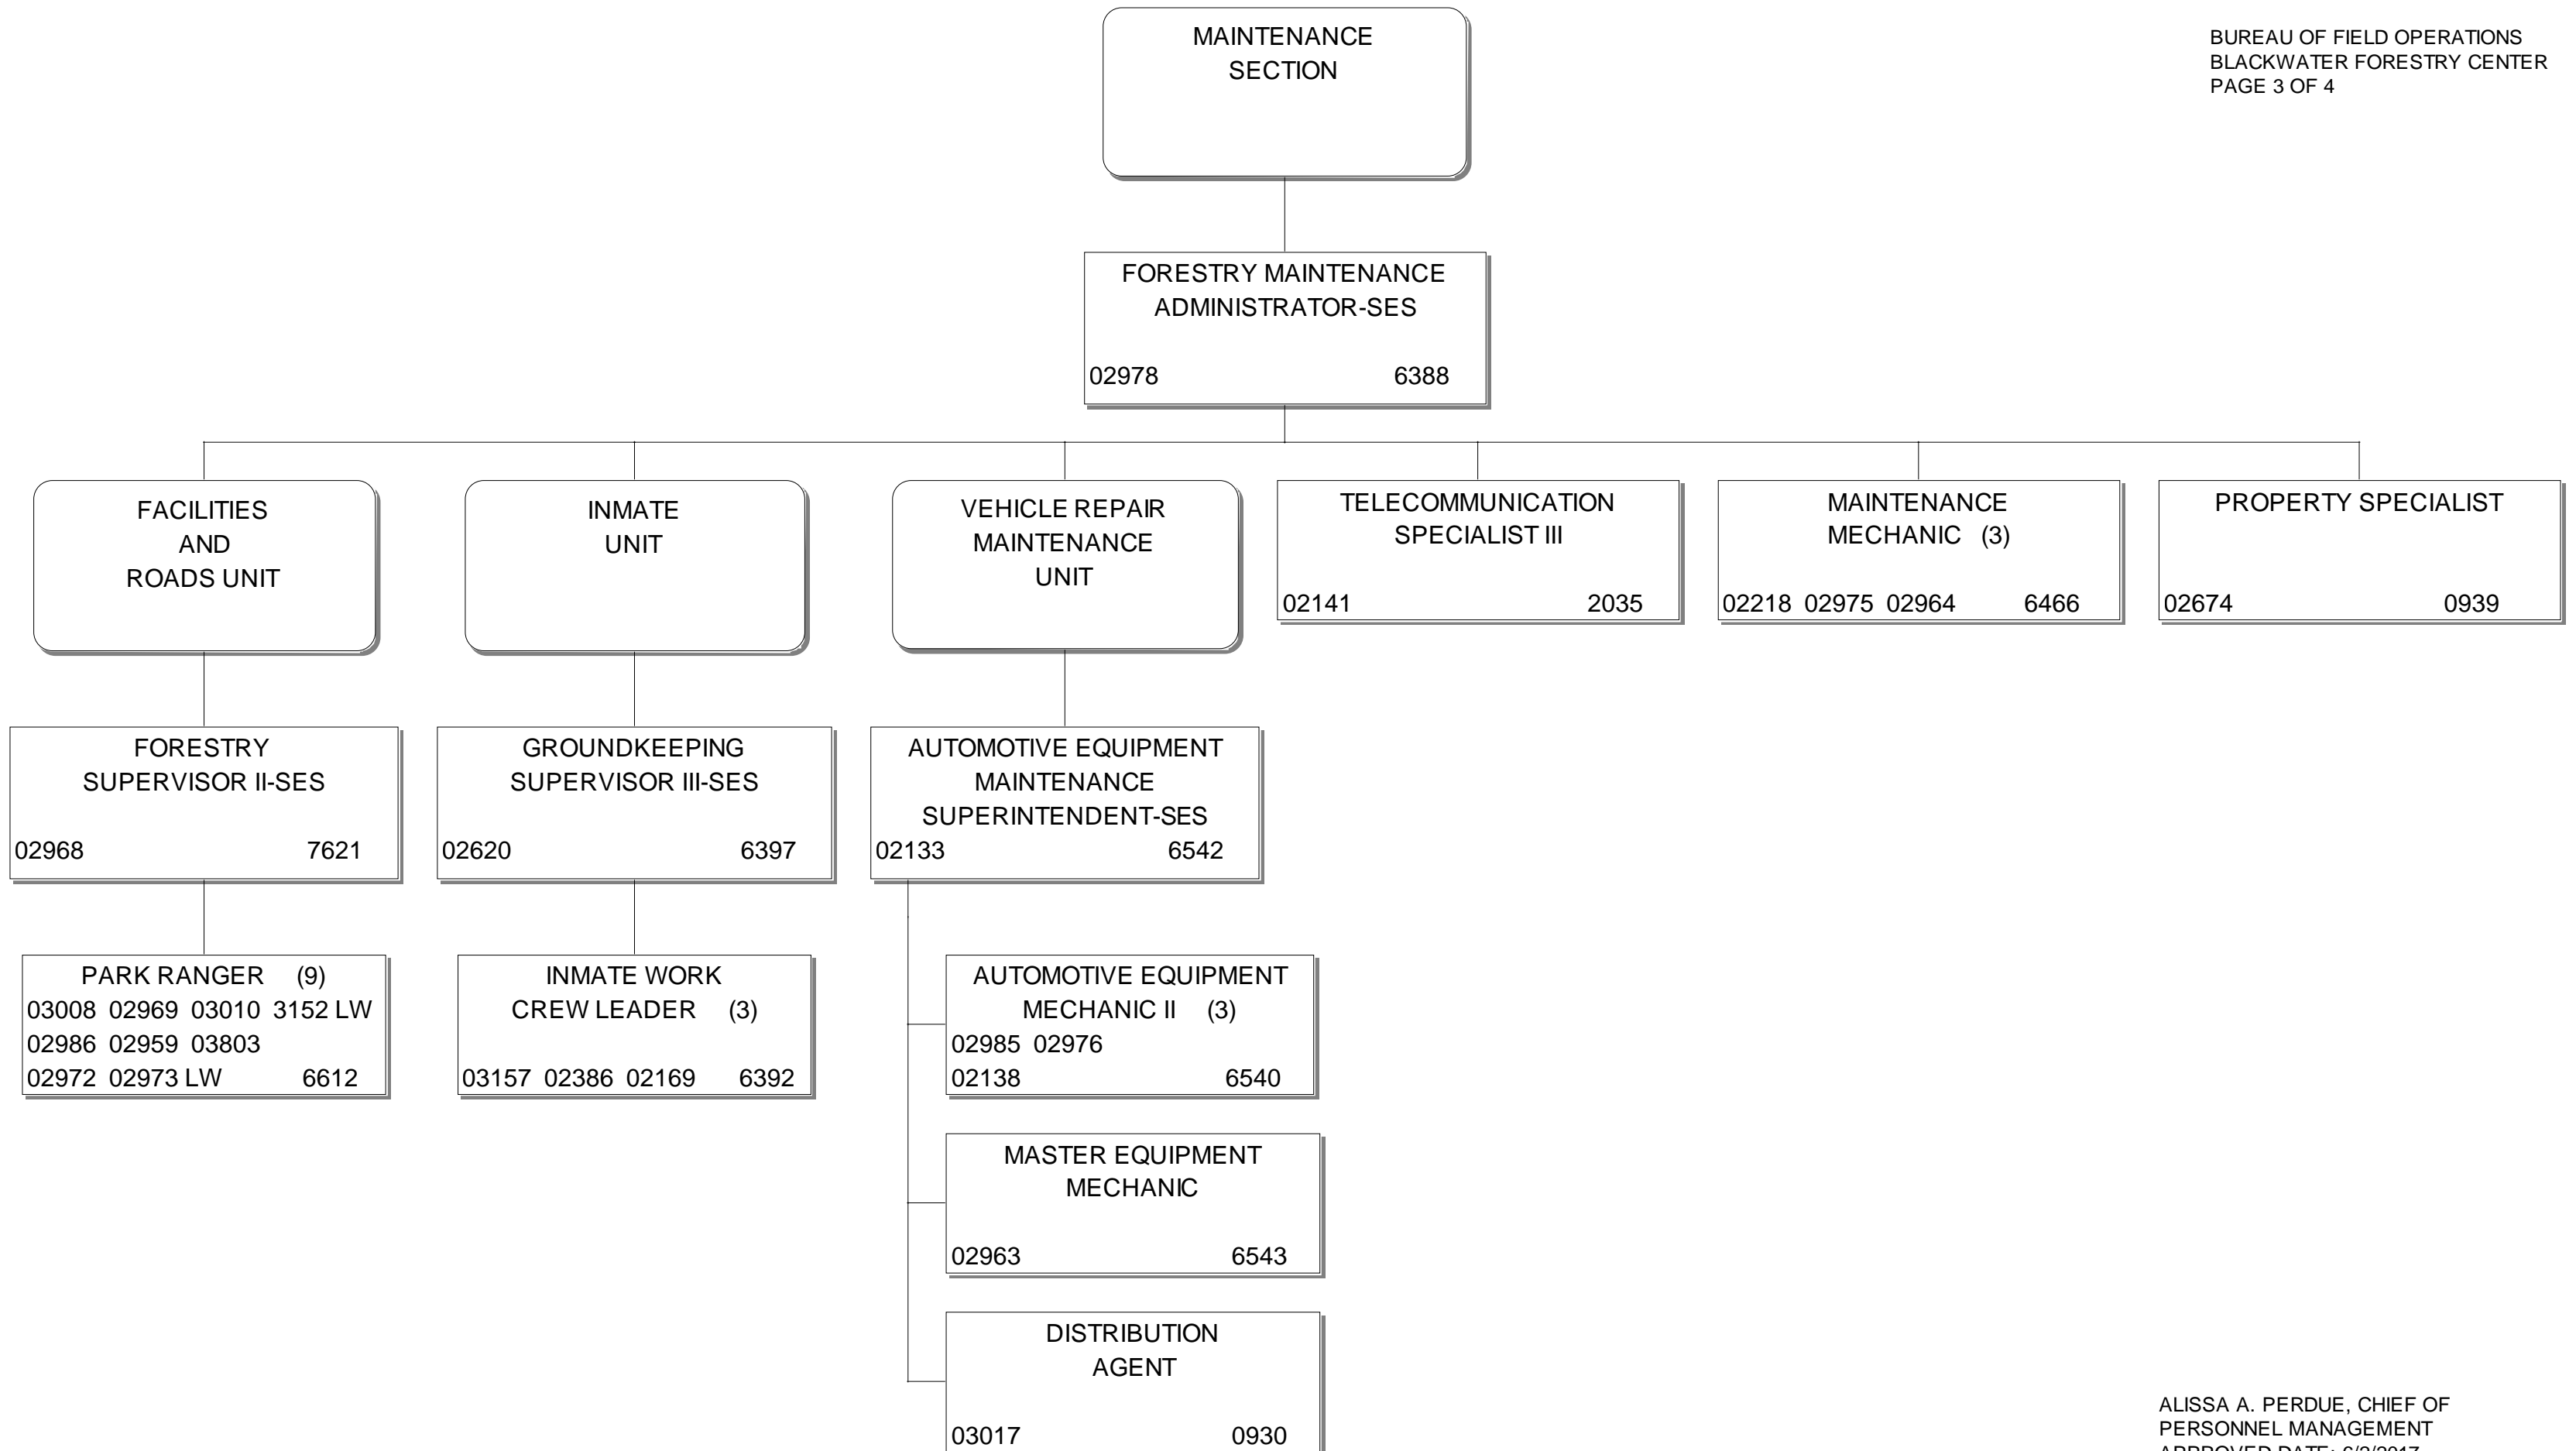 MAINTENANCE
SECTION
BUREAU OF FIELD OPERATIONS
BLACKWATER FORESTRY CENTER
PAGE 3 OF 4
FORESTRY MAINTENANCE
ADMINISTRATOR-SES
02978 6388
FACILITIES
AND
ROADS UNIT
INMATE
UNIT
VEHICLE REPAIR
MAINTENANCE
UNIT
TELECOMMUNICATION
SPECIALIST III
02141 2035
MAINTENANCE
MECHANIC (3)
02218 02975 02964 6466
PROPERTY SPECIALIST
02674 0939
FORESTRY
SUPERVISOR II-SES
02968 7621
GROUNDKEEPING
SUPERVISOR III-SES
02620 6397
AUTOMOTIVE EQUIPMENT
MAINTENANCE
SUPERINTENDENT-SES
02133 6542
PARK RANGER (9)
03008 02969 03010 3152 LW
02986 02959 03803
02972 02973 LW 6612
INMATE WORK
CREW LEADER (3)
03157 02386 02169 6392
AUTOMOTIVE EQUIPMENT
MECHANIC II (3)
02985 02976
02138 6540
MASTER EQUIPMENT
MECHANIC
02963 6543
DISTRIBUTION
AGENT
03017 0930
ALISSA A. PERDUE, CHIEF OF
PERSONNEL MANAGEMENT
APPROVED DATE: 6/2/2017